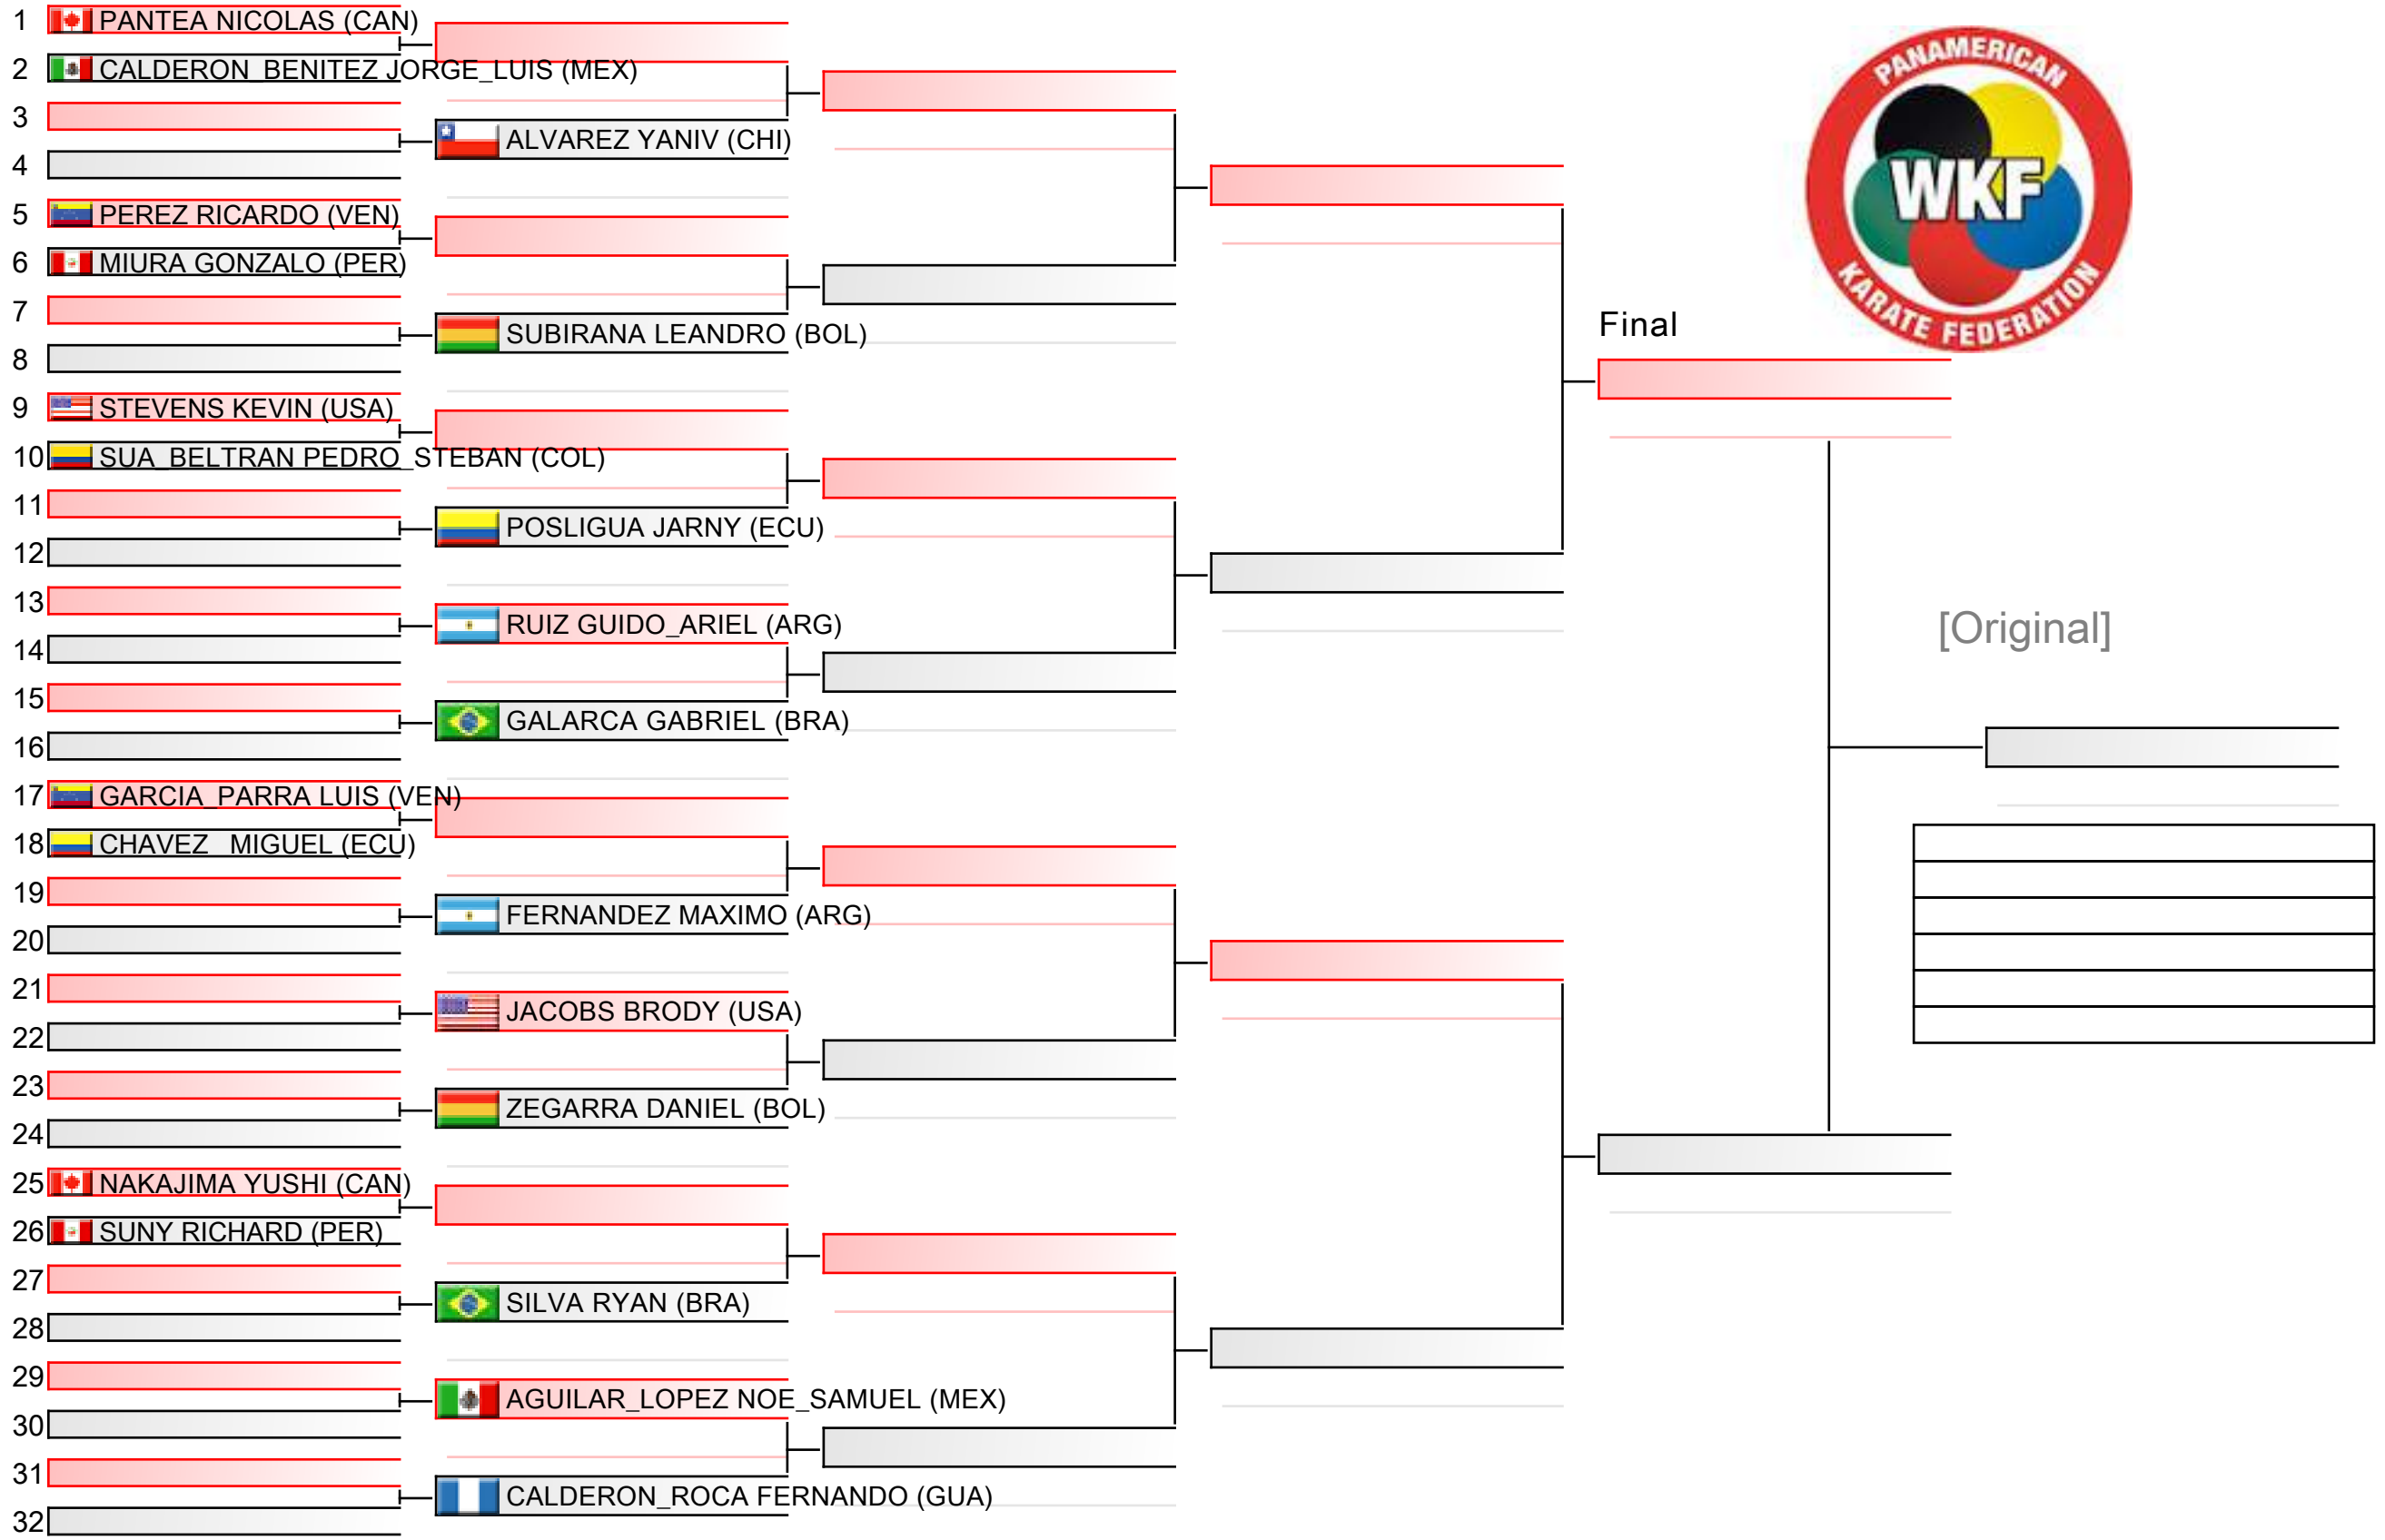 1 PANTEA NICOLAS (CAN)
2 CALDERON_BENITEZ JORGE_LUIS (MEX)
3
ALVAREZ YANIV (CHI)
4
5 PEREZ RICARDO (VEN)
6 MIURA GONZALO (PER)
7
SUBIRANA LEANDRO (BOL)
8
9 STEVENS KEVIN (USA)
10 SUA_BELTRAN PEDRO_STEBAN (COL)
11
POSLIGUA JARNY (ECU)
12
13
RUIZ GUIDO_ARIEL (ARG)
14
15
GALARCA GABRIEL (BRA)
16
17 GARCIA_PARRA LUIS (VEN)
18 CHAVEZ_ MIGUEL (ECU)
19
FERNANDEZ MAXIMO (ARG)
20
21
JACOBS BRODY (USA)
22
23
ZEGARRA DANIEL (BOL)
24
25 NAKAJIMA YUSHI (CAN)
26 SUNY RICHARD (PER)
27
SILVA RYAN (BRA)
28
29
AGUILAR_LOPEZ NOE_SAMUEL (MEX)
30
31
CALDERON_ROCA FERNANDO (GUA)
32
PANAMERICAN
WKF
KARATE FEDERATION
Final
[Original]